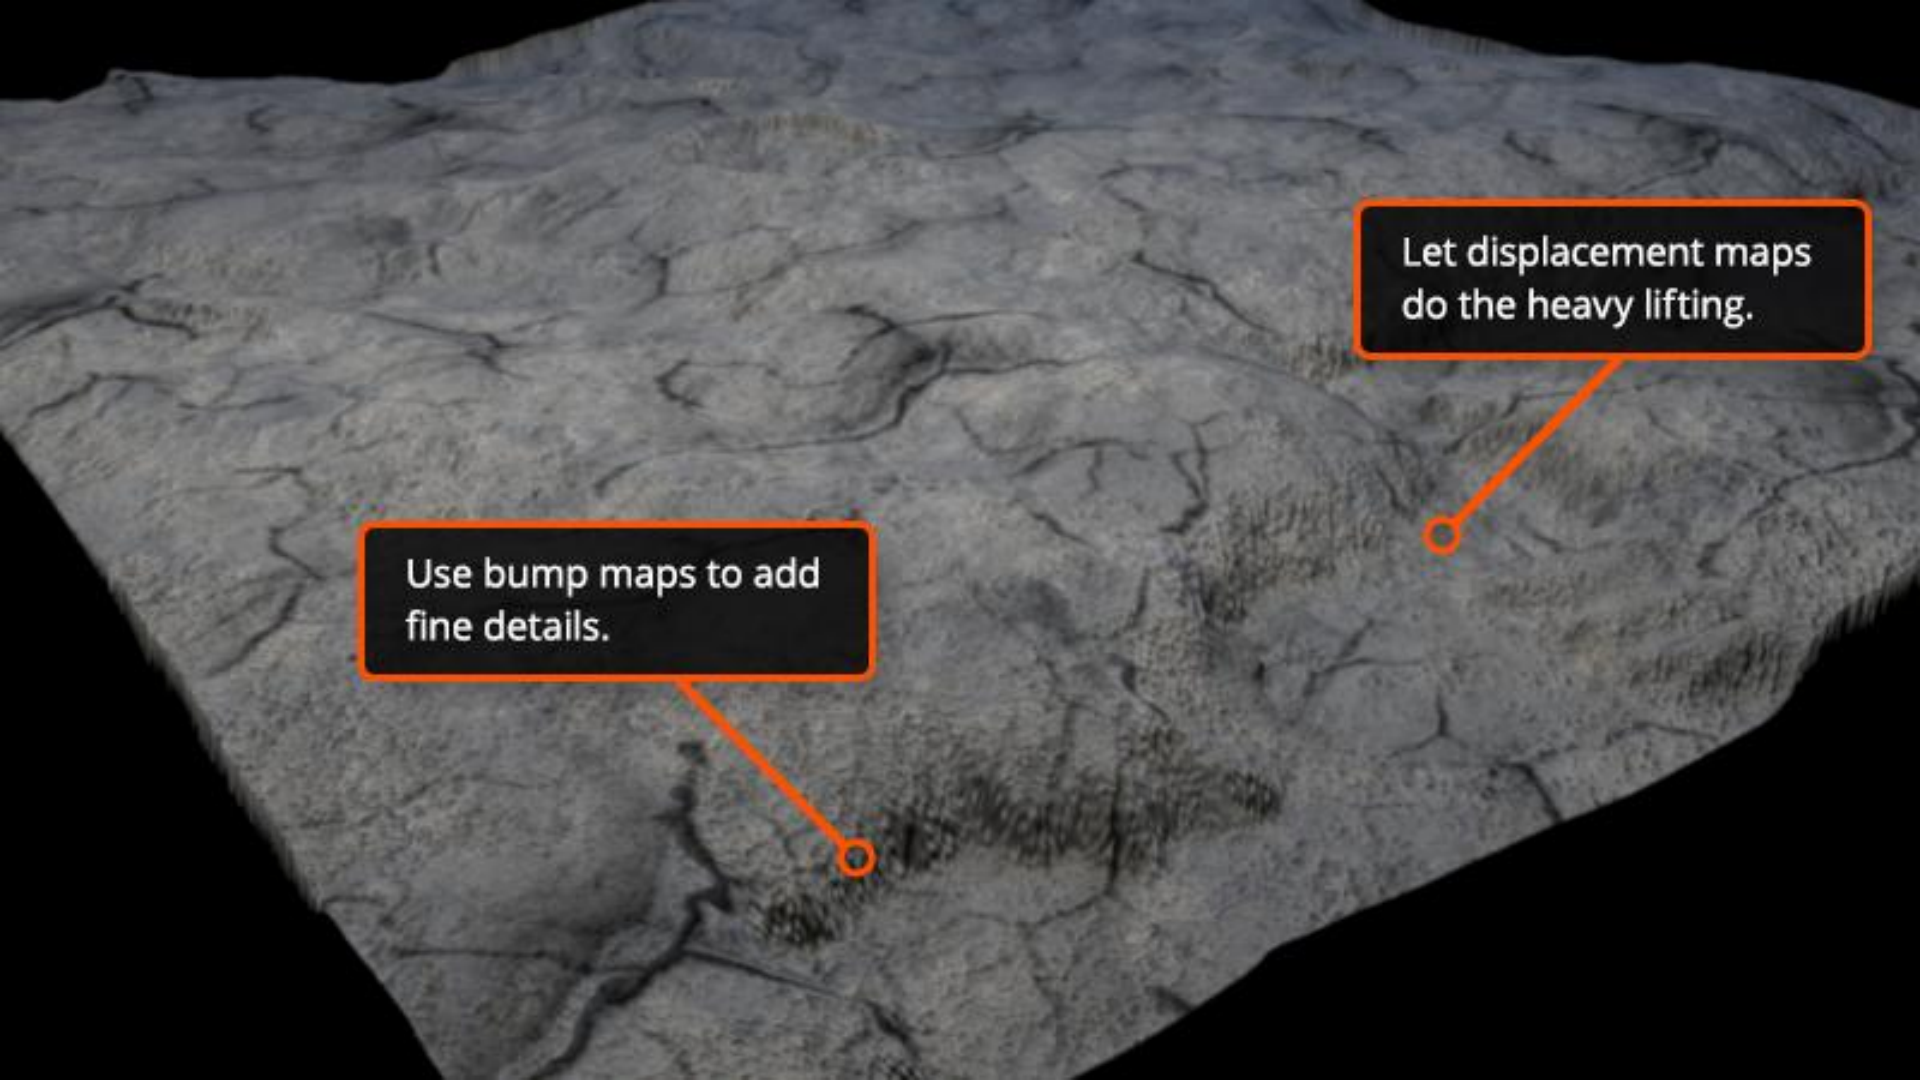 Let displacement maps
do the heavy lifting.
Use bump maps to add
fine details.